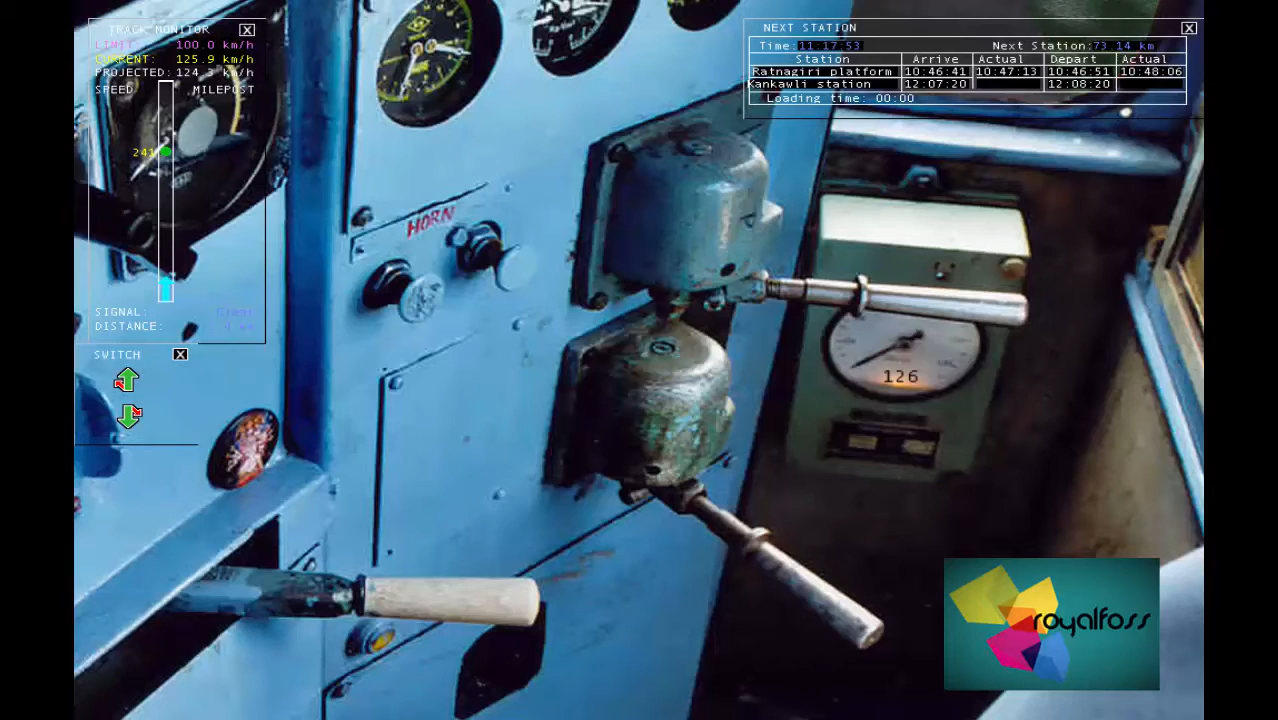 TRACK MONITOR X
LIMIT: 100.0 km/h
CURRENT: 125.9 km/h
PROJECTED: 124.3 km/h
SPEED MILEPOST
241
SIGNAL: Clear
DISTANCE:
SWITCH X
HORN
NEXT STATION X
Time: 11:17:53 Next Station: 73.14 km
Station Arrive Actual Depart Actual
Ratnagiri platform 10:46:41 10:47:13 10:46:51 10:48:06
Kankawli station 12:07:20 12:08:20
Loading time: 00:00
126
royalfoss